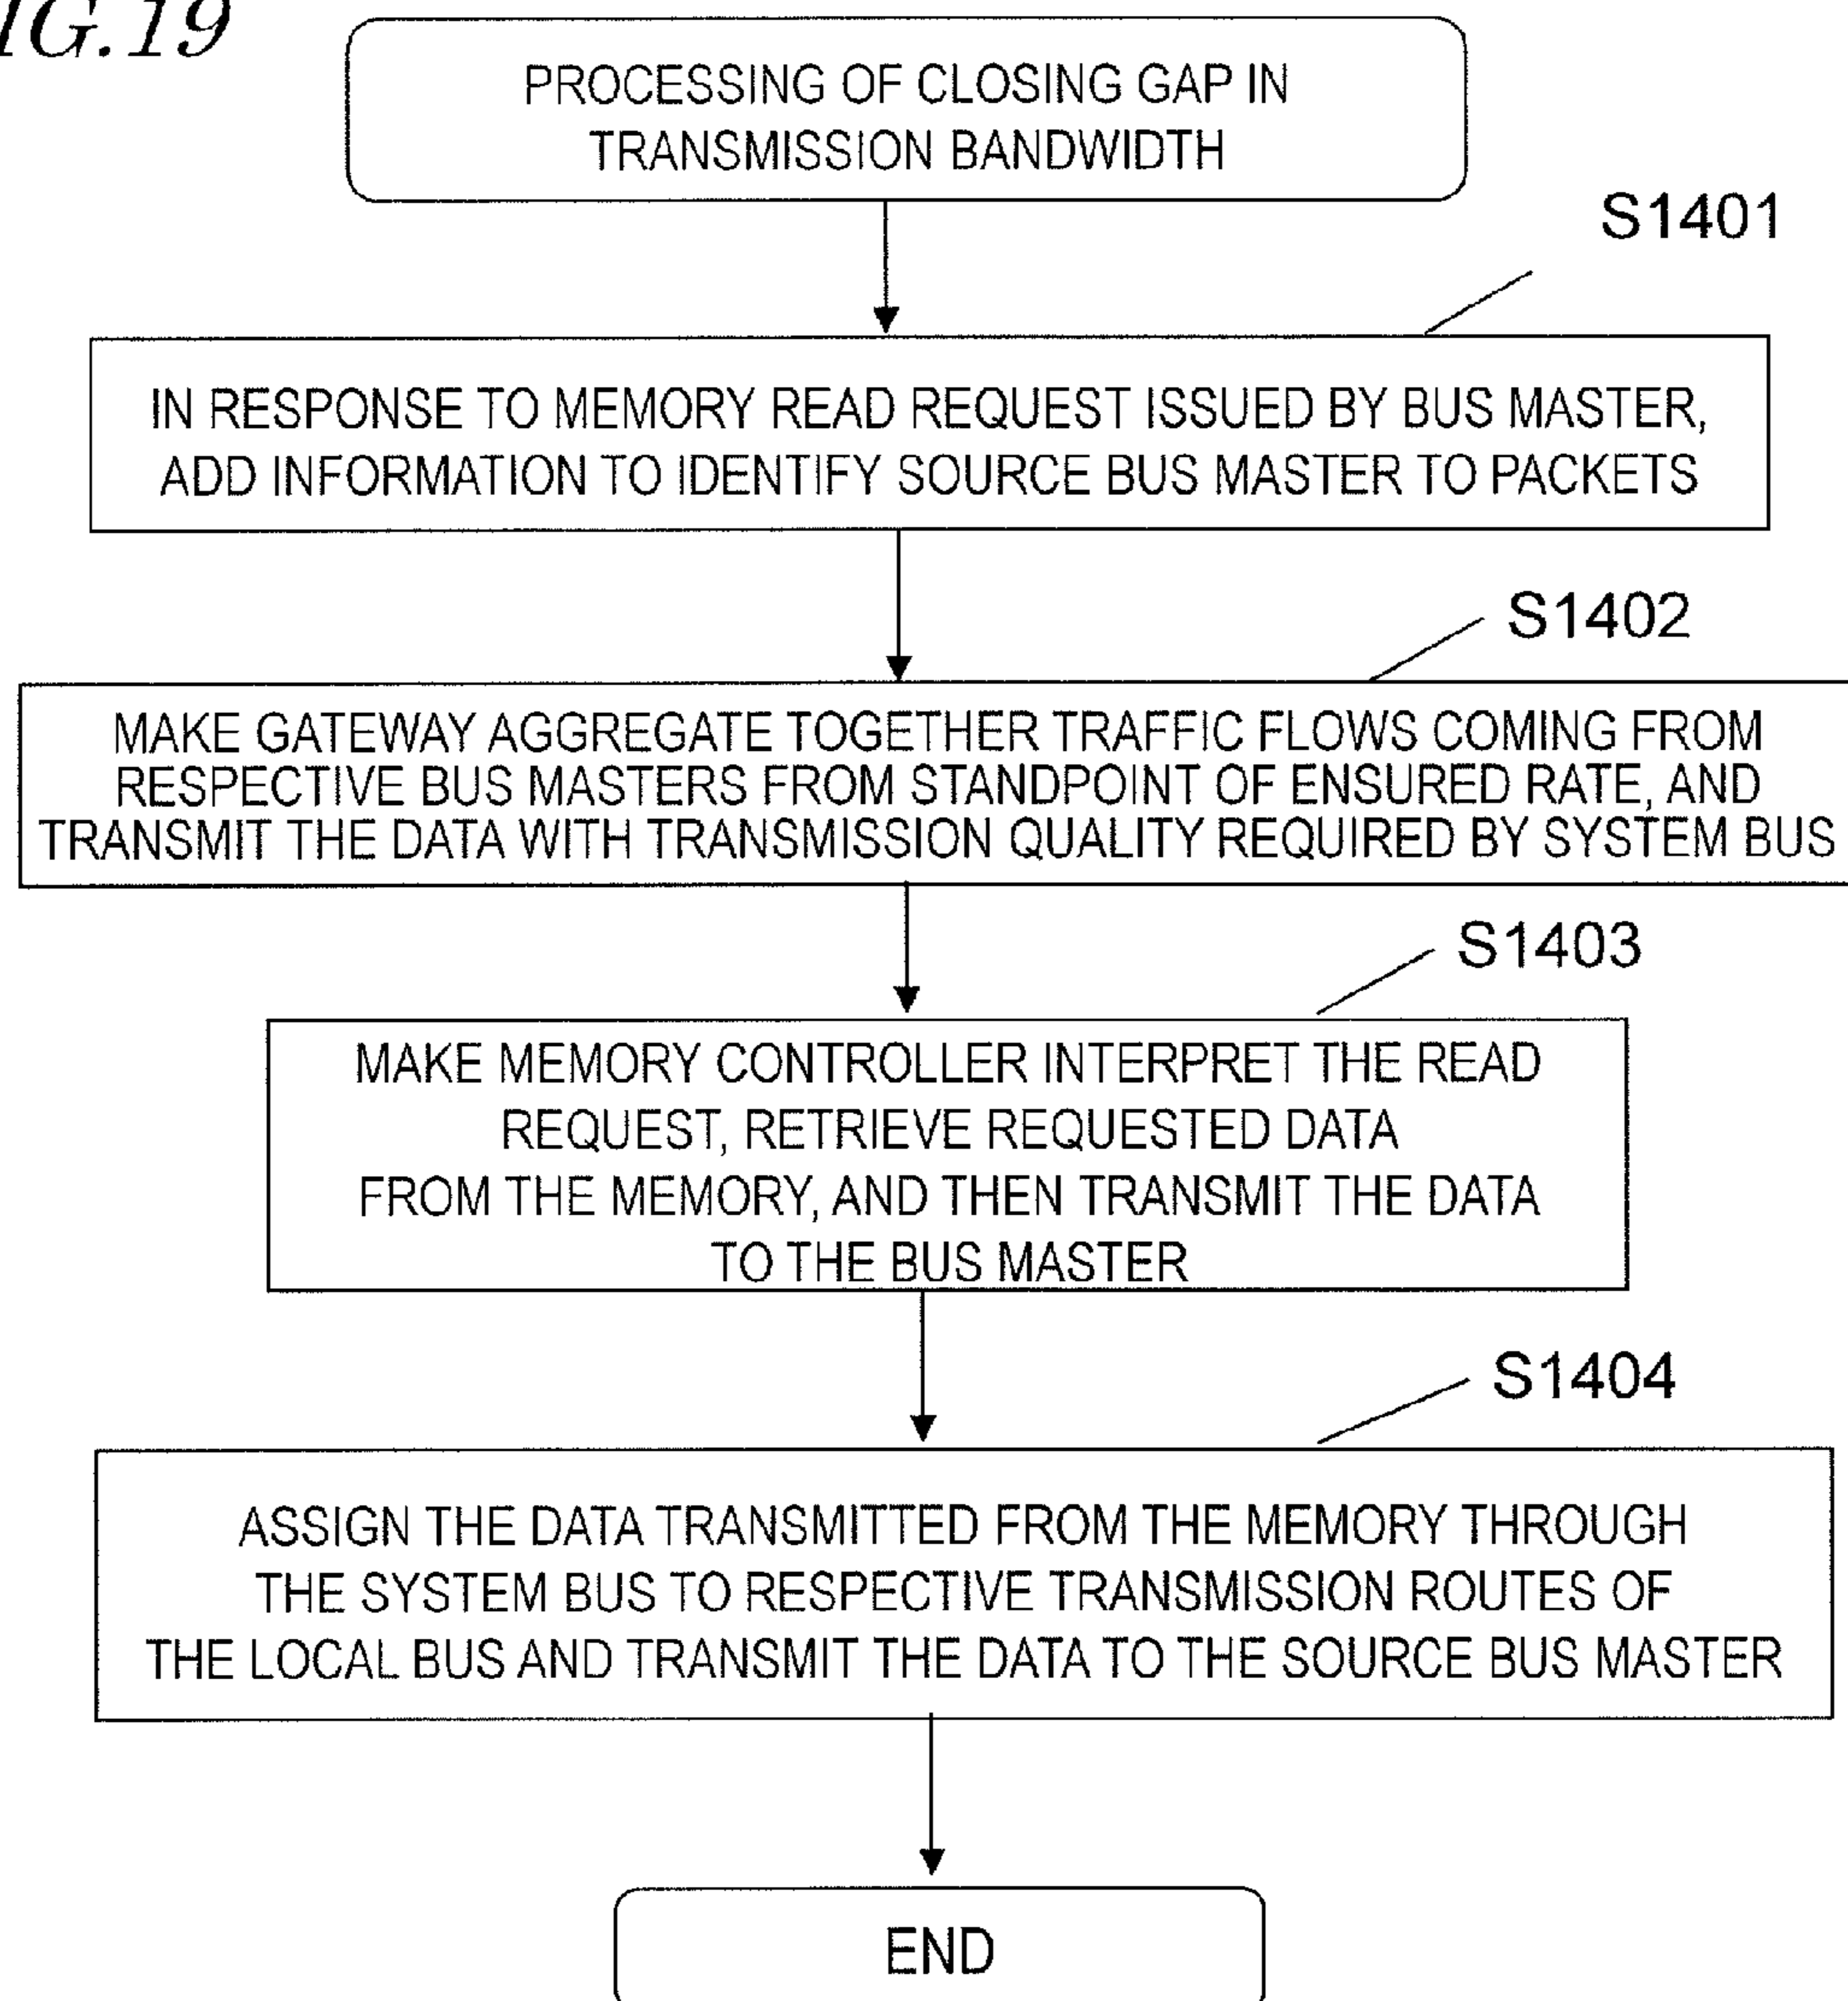 IG.19
PROCESSING OF CLOSING GAP IN
TRANSMISSION BANDWIDTH
S1401
IN RESPONSE TO MEMORY READ REQUEST ISSUED BY BUS MASTER,
ADD INFORMATION TO IDENTIFY SOURCE BUS MASTER TO PACKETS
S1402
MAKE GATEWAY AGGREGATE TOGETHER TRAFFIC FLOWS COMING FROM
RESPECTIVE BUS MASTERS FROM STANDPOINT OF ENSURED RATE, AND
TRANSMIT THE DATA WITH TRANSMISSION QUALITY REQUIRED BY SYSTEM BUS
S1403
MAKE MEMORY CONTROLLER INTERPRET THE READ
REQUEST, RETRIEVE REQUESTED DATA
FROM THE MEMORY, AND THEN TRANSMIT THE DATA
TO THE BUS MASTER
S1404
ASSIGN THE DATA TRANSMITTED FROM THE MEMORY THROUGH
THE SYSTEM BUS TO RESPECTIVE TRANSMISSION ROUTES OF
THE LOCAL BUS AND TRANSMIT THE DATA TO THE SOURCE BUS MASTER
END